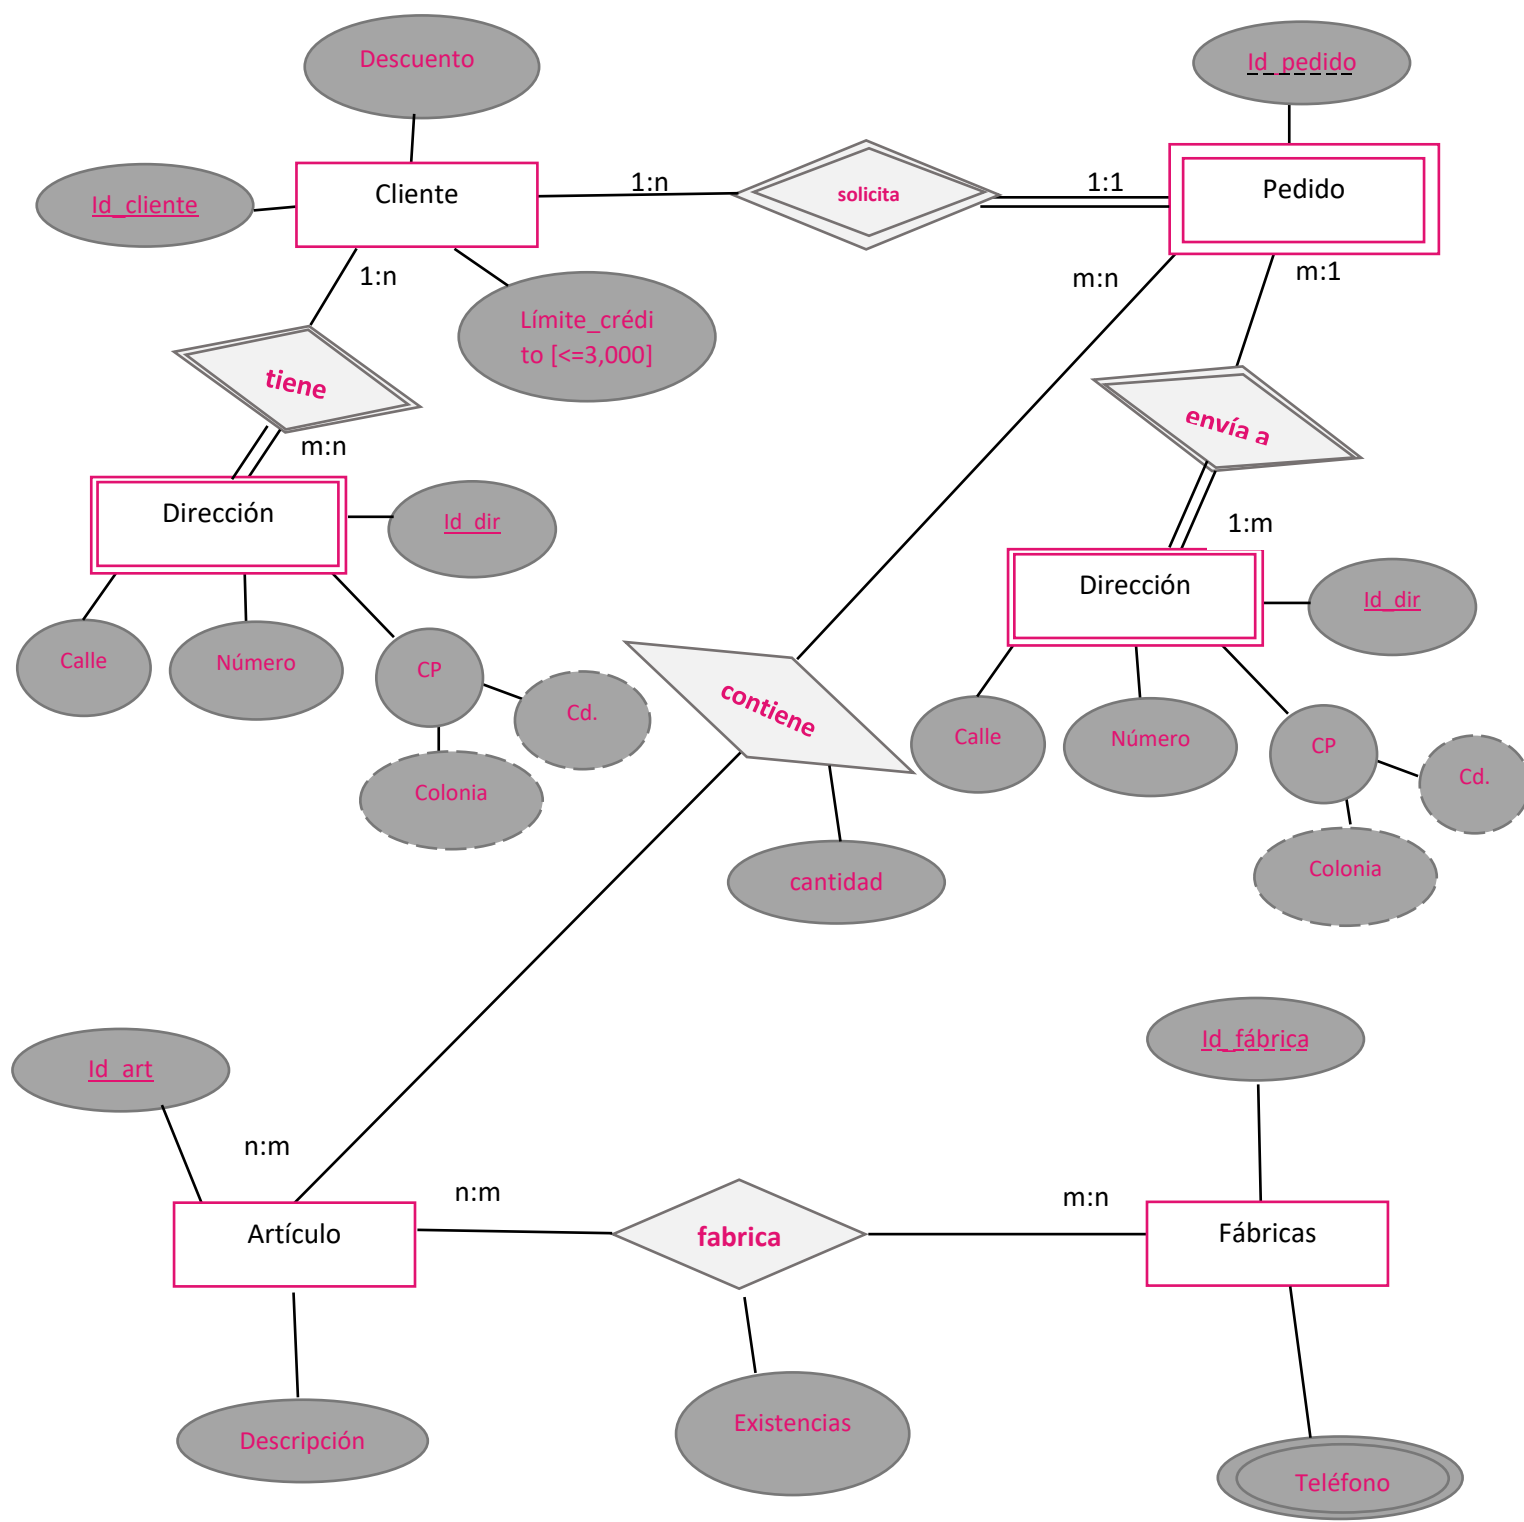 Descuento
Id_pedido
Id_cliente
Cliente
1:n
solicita
1:1
Pedido
1:n
Límite_crédi
to [<=3,000]
m:n
m:1
tiene
envía a
m:n
Dirección
Id_dir
1:m
Dirección
Id_dir
Calle
Número
CP
Cd.
Colonia
contiene
Calle
Número
CP
Cd.
Colonia
cantidad
Id_art
Id_fábrica
n:m
n:m
m:n
Artículo
fabrica
Fábricas
Descripción
Existencias
Teléfono